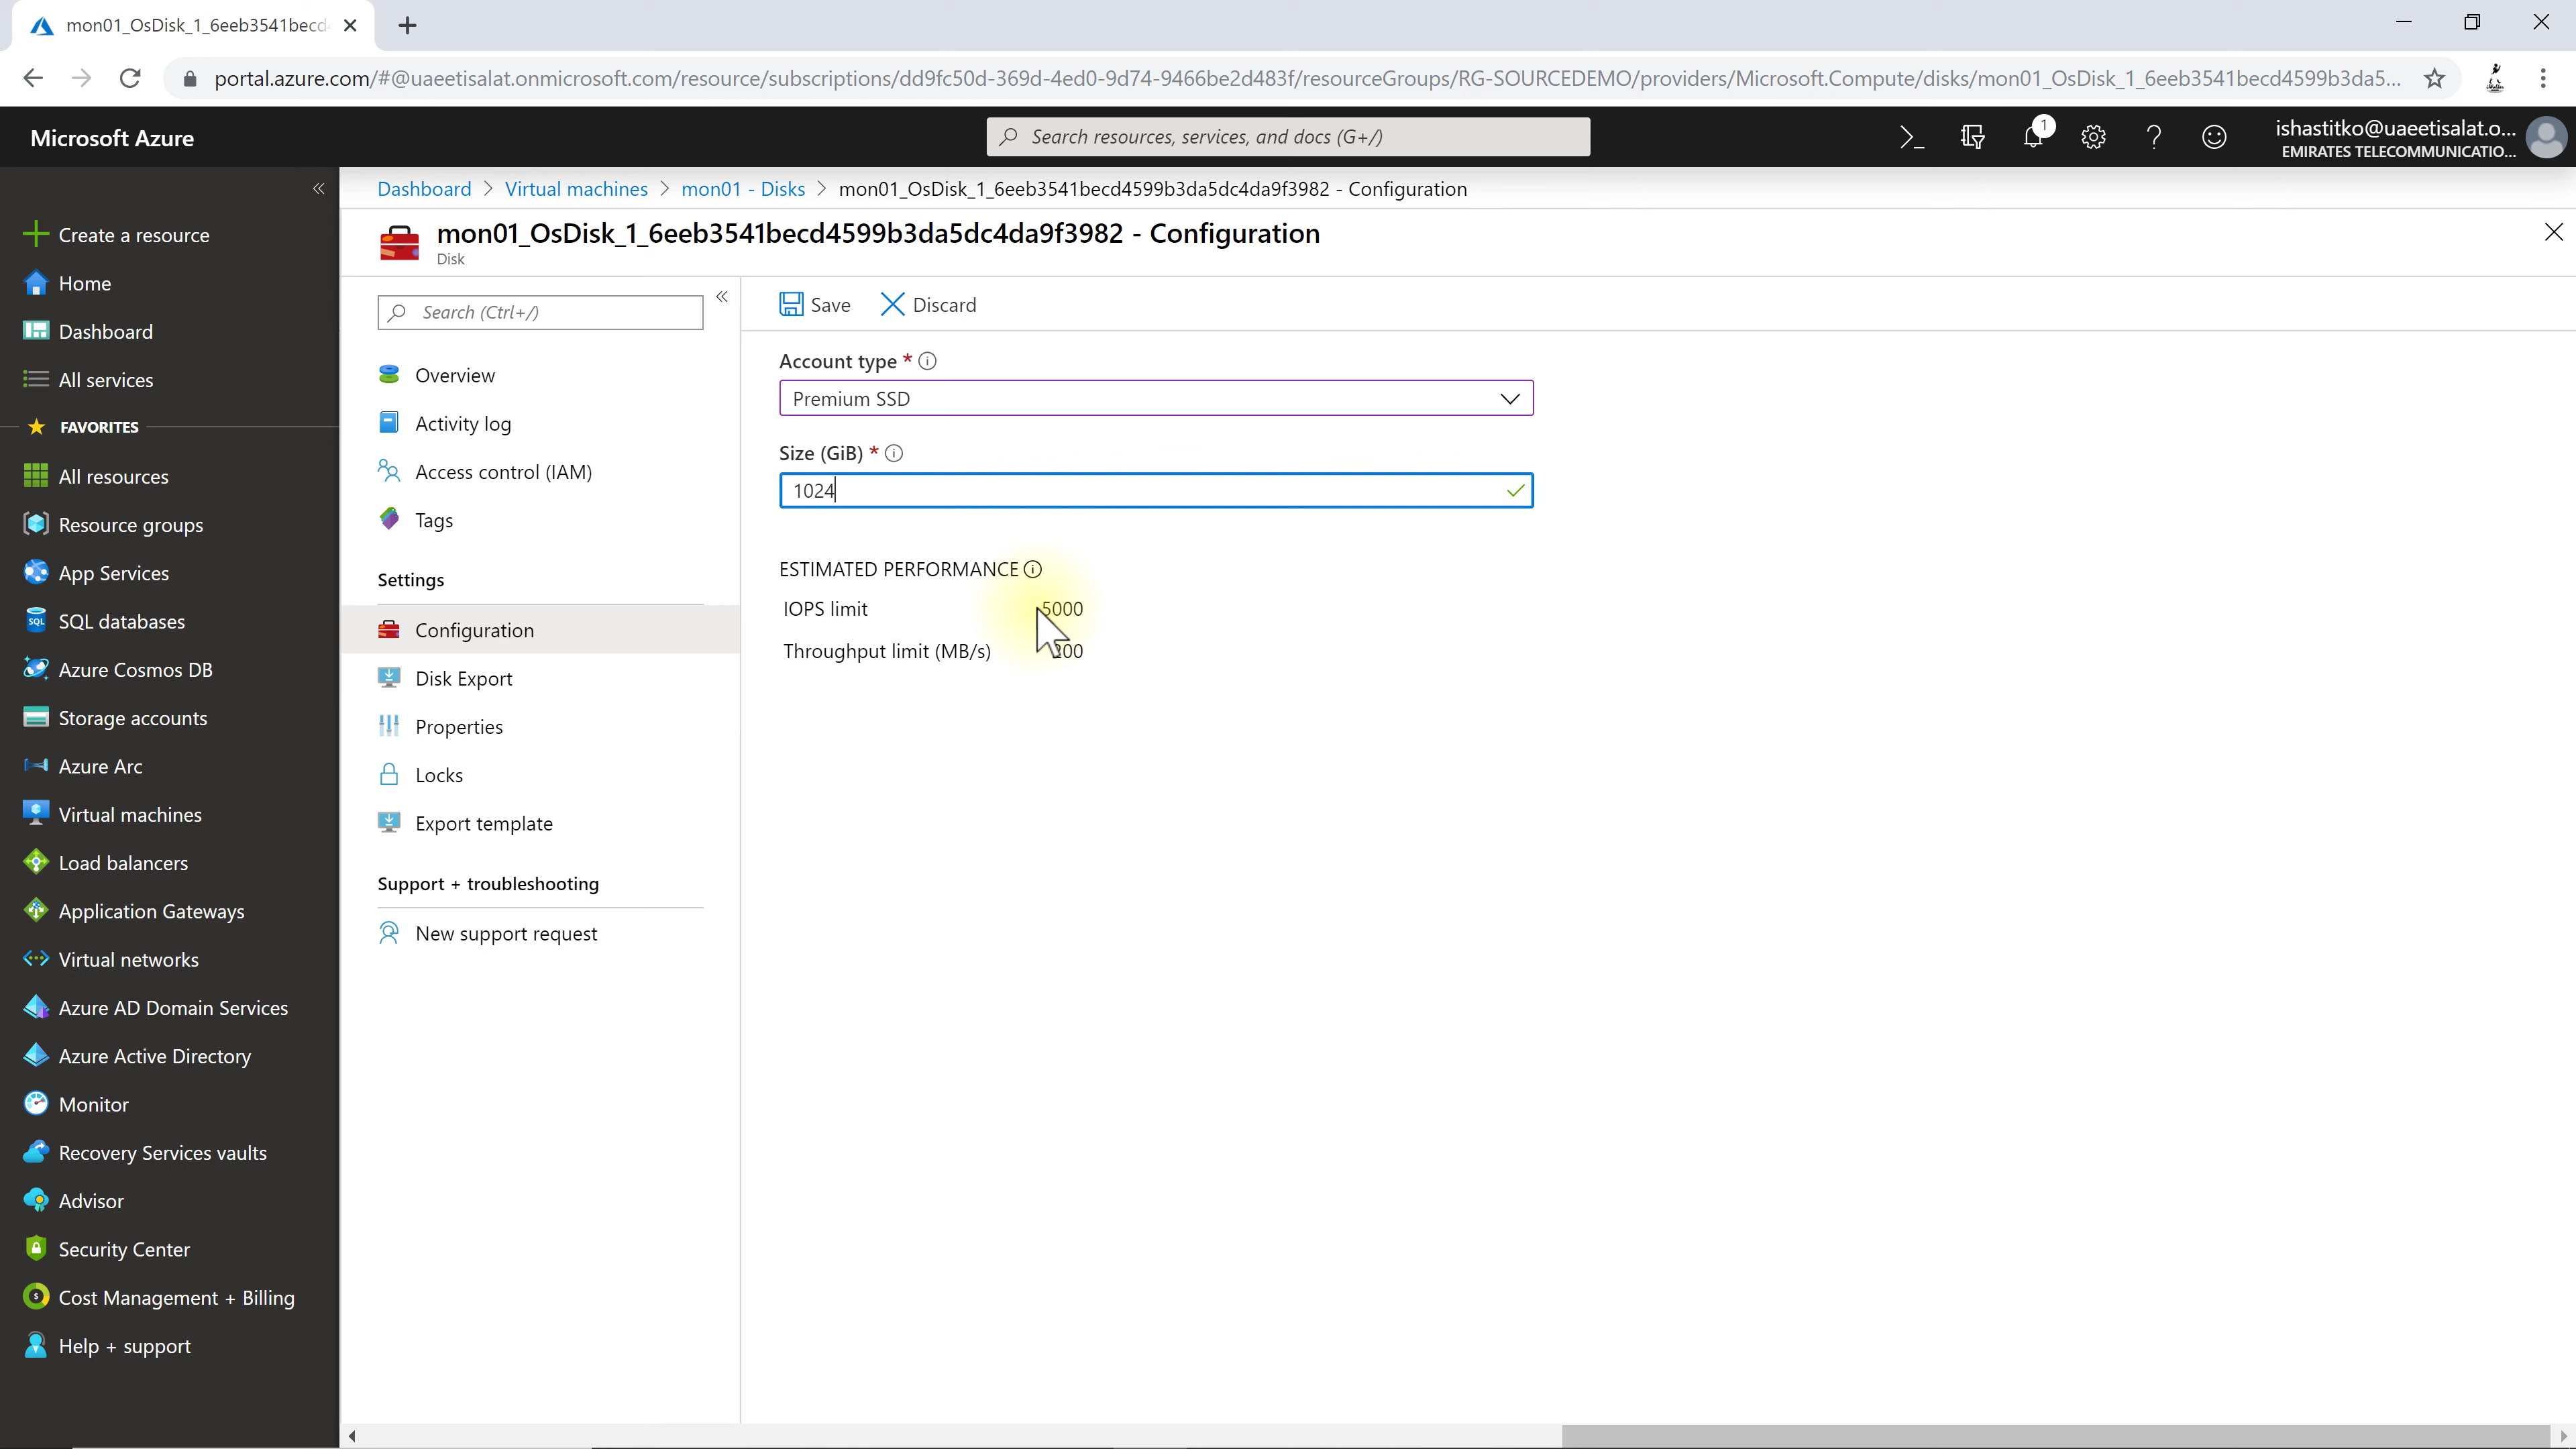 mon01_OsDisk_1_6eeb3541becd
portal.azure.com/#@uaeetisalat.onmicrosoft.com/resource/subscriptions/dd9fc50d-369d-4ed0-9d74-9466be2d483f/resourceGroups/RG-SOURCEDEMO/providers/Microsoft.Compute/disks/mon01_OsDisk_1_6eeb3541becd4599b3da5...
Microsoft Azure
Search resources, services, and docs (G+/)
1
ishastitko@uaeetisalat.o...
EMIRATES TELECOMMUNICATIO...
Dashboard > Virtual machines > mon01 - Disks > mon01_OsDisk_1_6eeb3541becd4599b3da5dc4da9f3982 - Configuration
mon01_OsDisk_1_6eeb3541becd4599b3da5dc4da9f3982 - Configuration
Disk
Create a resource
Home
Dashboard
All services
FAVORITES
All resources
Resource groups
App Services
SQL databases
Azure Cosmos DB
Storage accounts
Azure Arc
Virtual machines
Load balancers
Application Gateways
Virtual networks
Azure AD Domain Services
Azure Active Directory
Monitor
Recovery Services vaults
Advisor
Security Center
Cost Management + Billing
Help + support
Search (Ctrl+/)
Overview
Activity log
Access control (IAM)
Tags
Settings
Configuration
Disk Export
Properties
Locks
Export template
Support + troubleshooting
New support request
Save
Discard
Account type *
Premium SSD
Size (GiB) *
1024
ESTIMATED PERFORMANCE
IOPS limit 5000
Throughput limit (MB/s) 200